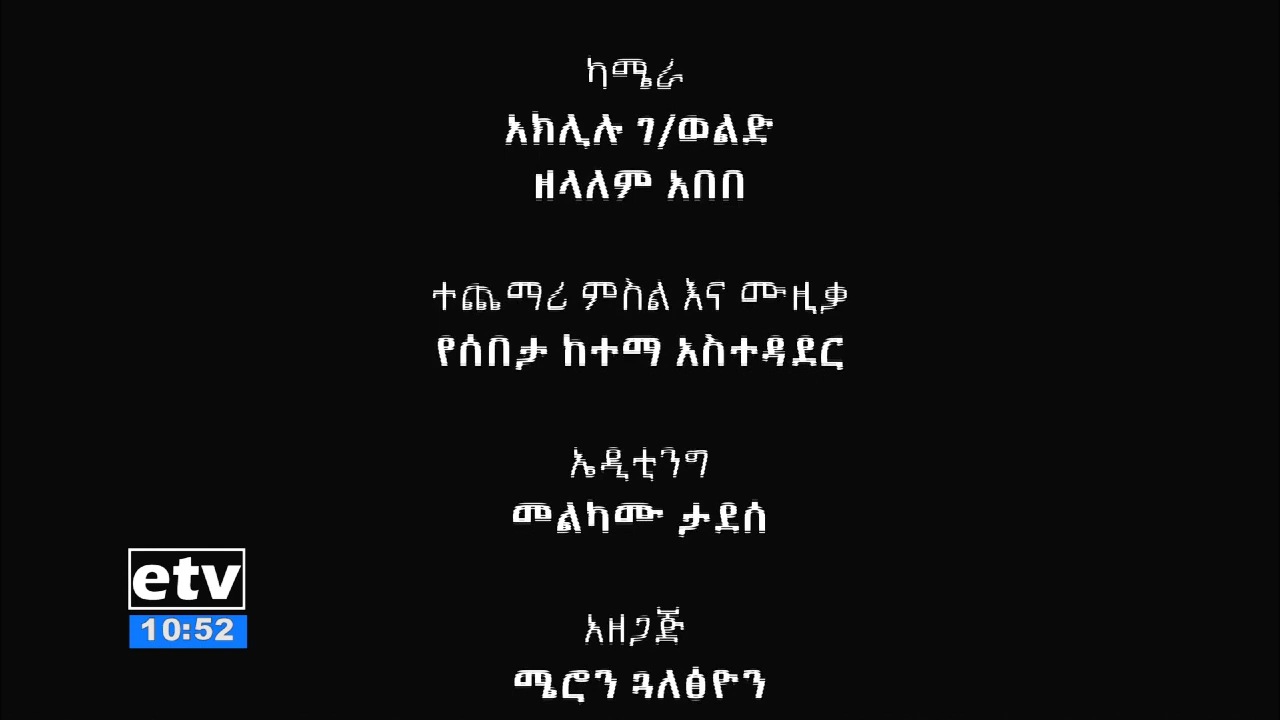 ካሜራ
አክሊሉ ገ/ወልድ
ዘላለም አበበ
ተጨማሪ ምስል እና ሙዚቃ
የሰበታ ከተማ አስተዳደር
ኤዲቲንግ
መልካሙ ታደሰ
etv
10:52
አዘጋጅ
ሜሮን ጓለፅዮን